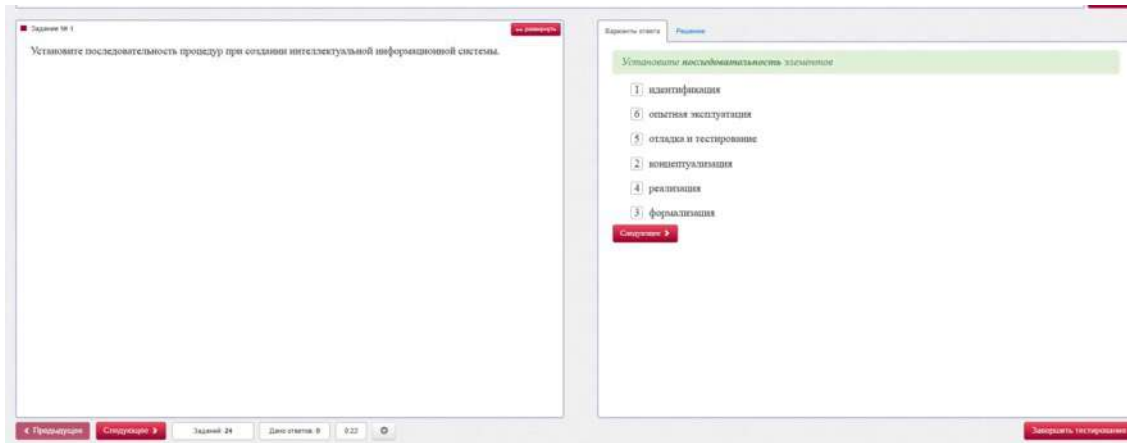 Задание № 1
развернуть
Установите последовательность процедур при создании интеллектуальной информационной системы.
Варианты ответа Решение
Установите последовательность элементов
1 идентификация
6 опытная эксплуатация
5 отладка и тестирование
2 концептуализация
4 реализация
3 формализация
Следующее
Предыдущее Следующее Заданий 24 Дано ответов 0 0:22 Завершить тестирование